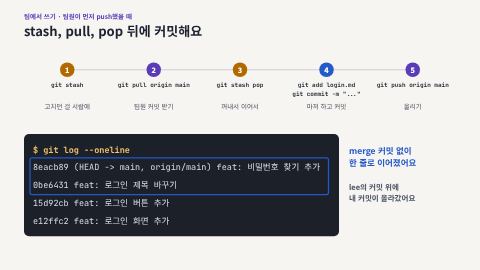 팀에서 쓰기 · 팀원이 먼저 push했을 때
stash, pull, pop 뒤에 커밋해요
1
2
3
4
5
git stash
git pull origin main
git stash pop
git add login.md
git commit -m "..."
git push origin main
고치던 걸 서랍에
팀원 커밋 받기
꺼내서 이어서
마저 하고 커밋
올리기
$ git log --oneline
8eacb89 (HEAD -> main, origin/main) feat: 비밀번호 찾기 추가
0be6431 feat: 로그인 제목 바꾸기
15d92cb feat: 로그인 버튼 추가
e12ffc2 feat: 로그인 화면 추가
merge 커밋 없이
한 줄로 이어졌어요
lee의 커밋 위에
내 커밋이 올라갔어요